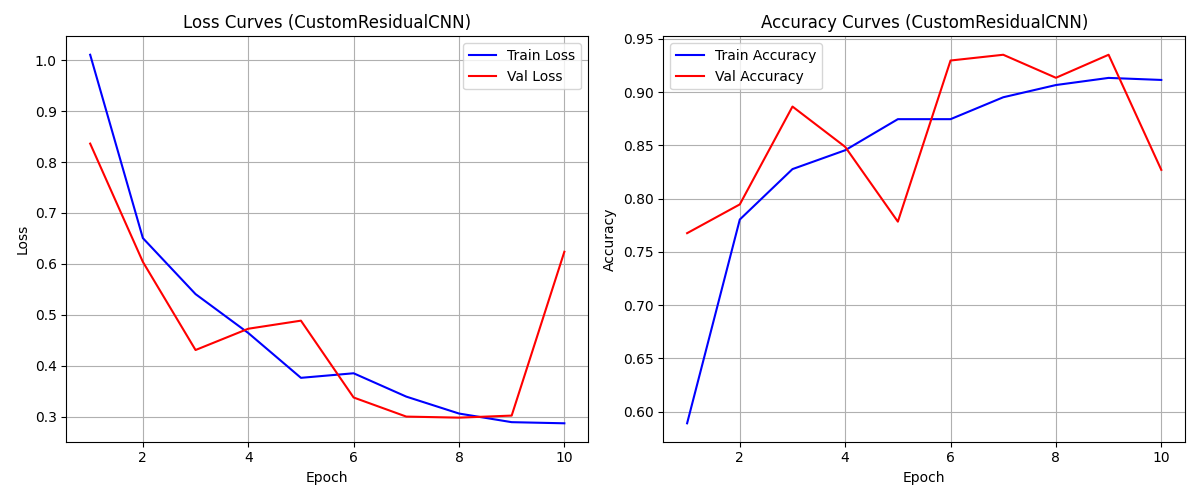 Loss Curves (CustomResidualCNN)
Train Loss
Val Loss
1.0
0.9
0.8
0.7
0.6
0.5
0.4
0.3
Loss
2 4 6 8 10
Epoch
Accuracy Curves (CustomResidualCNN)
Train Accuracy
Val Accuracy
0.95
0.90
0.85
0.80
0.75
0.70
0.65
0.60
Accuracy
2 4 6 8 10
Epoch